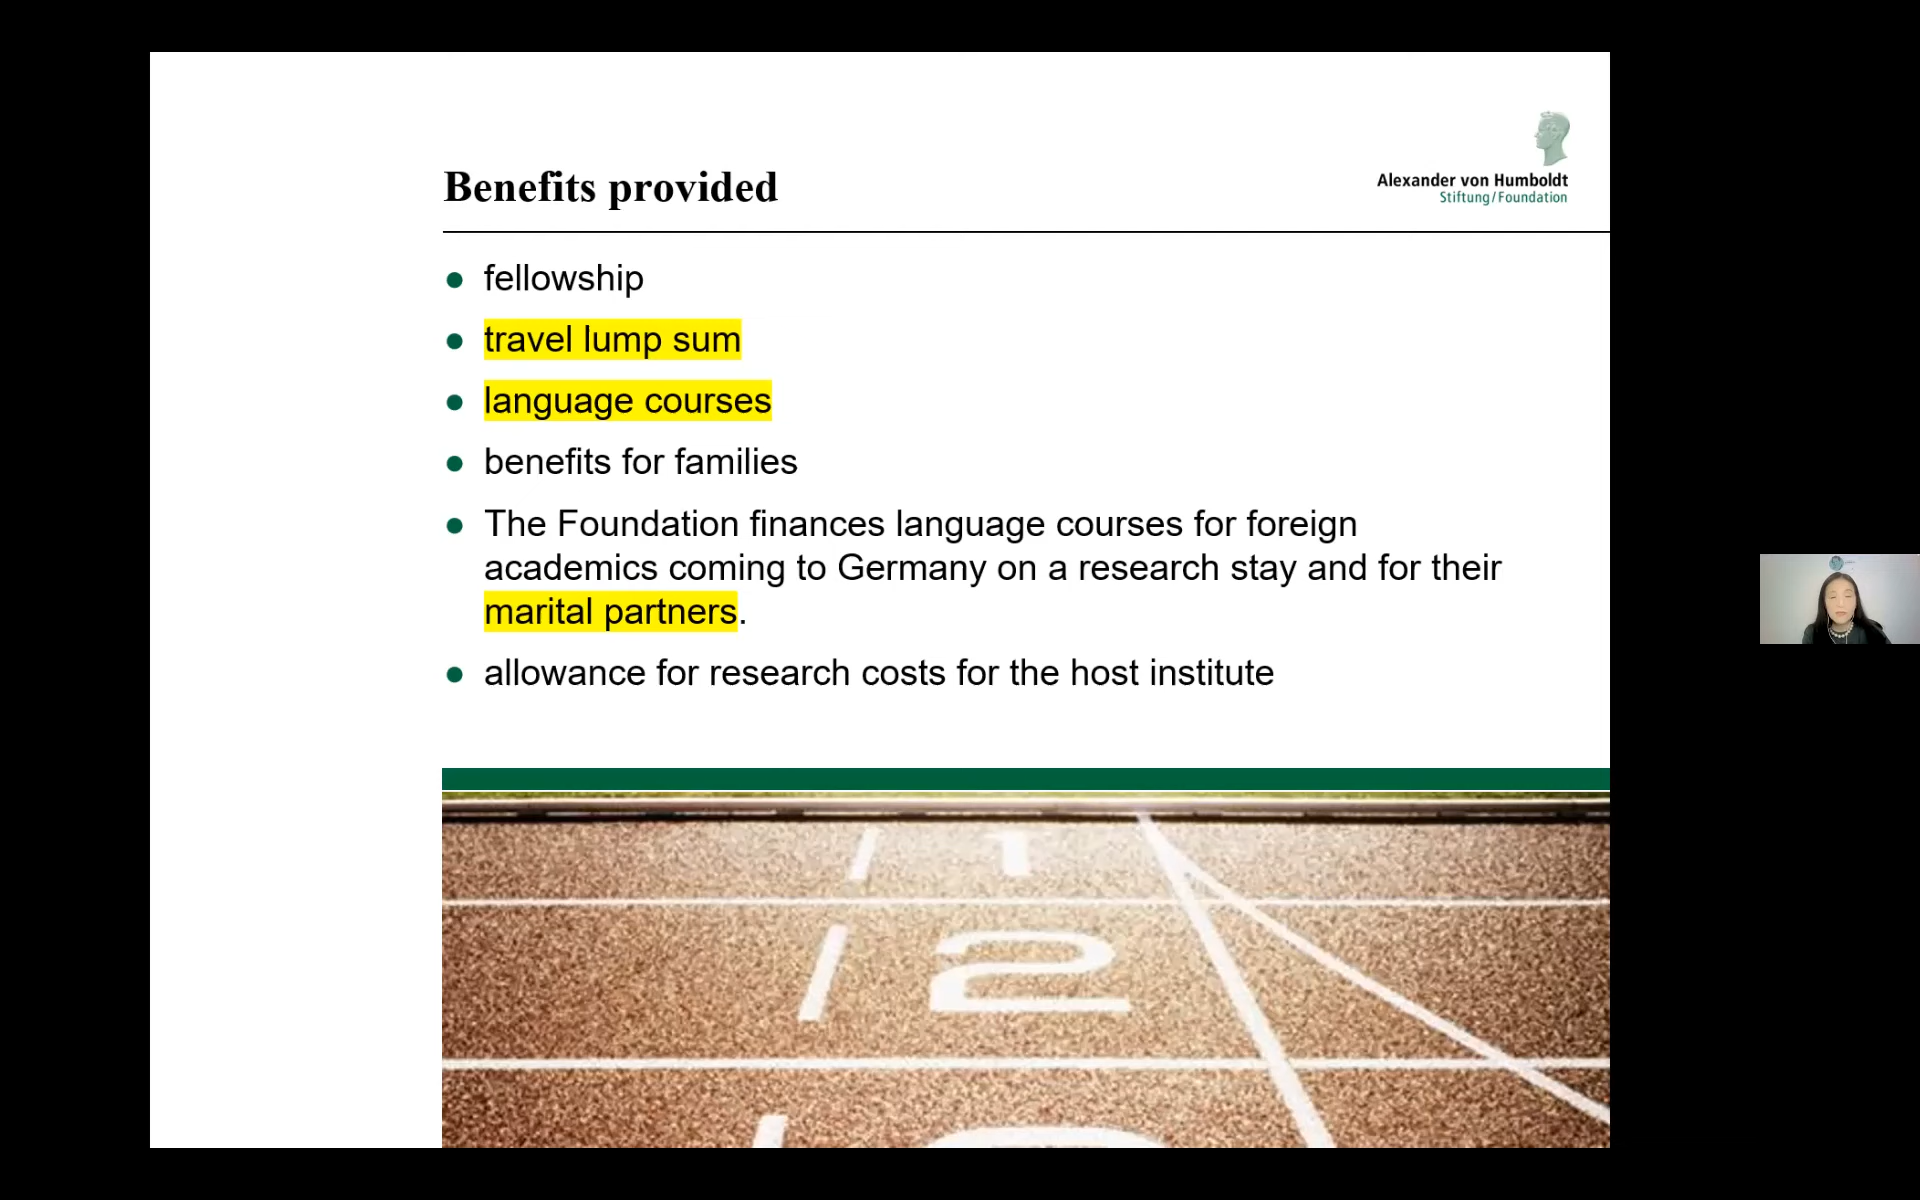 Benefits provided
Alexander von Humboldt
Stiftung/Foundation
fellowship
travel lump sum
language courses
benefits for families
The Foundation finances language courses for foreign
academics coming to Germany on a research stay and for their
marital partners.
allowance for research costs for the host institute
1
2